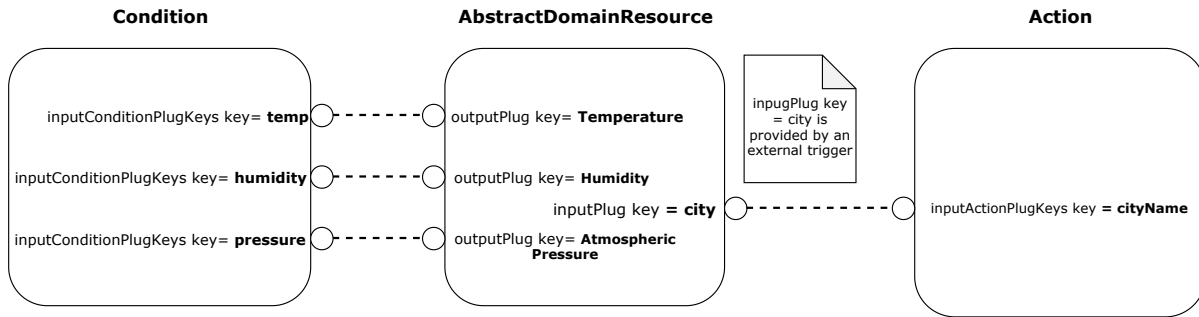 Condition
AbstractDomainResource
Action
inputConditionPlugKeys key= temp
outputPlug key= Temperature
inpugPlug key
= city is
provided by an
external trigger
inputConditionPlugKeys key= humidity
outputPlug key= Humidity
inputPlug key = city
inputActionPlugKeys key = cityName
inputConditionPlugKeys key= pressure
outputPlug key= Atmospheric
Pressure